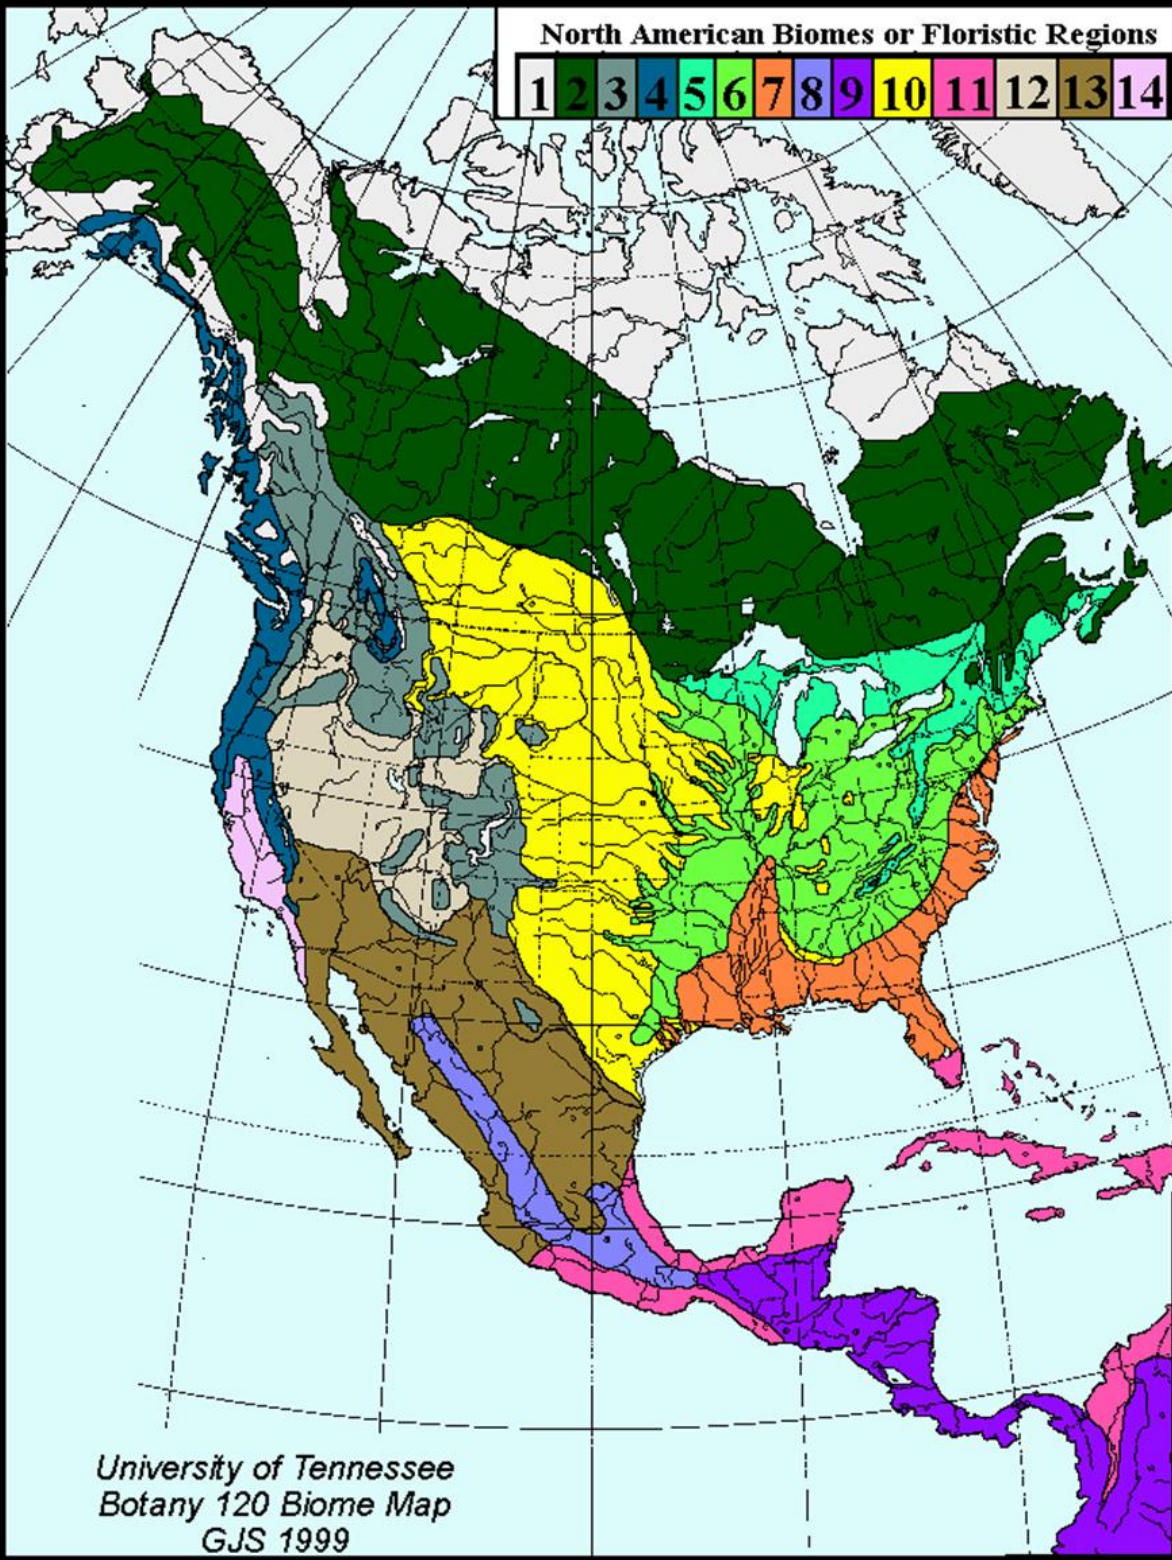 North American Biomes or Floristic Regions
1 2 3 4 5 6 7 8 9 10 11 12 13 14
University of Tennessee
Botany 120 Biome Map
GJS 1999